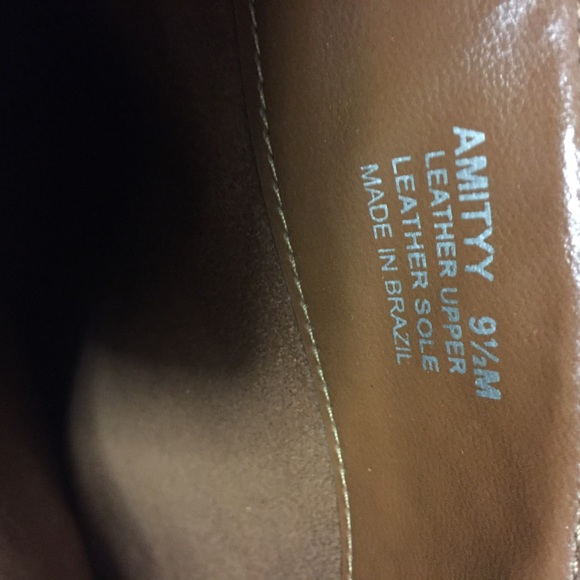 AMITYY 9½M
LEATHER UPPER
LEATHER SOLE
MADE IN BRAZIL